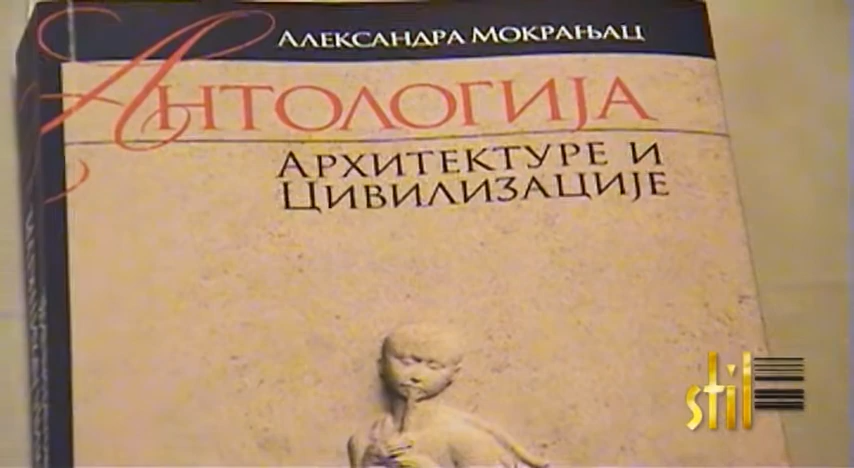 Александра Мокрањац
Антологија
Архитектуре и
Цивилизације
stil